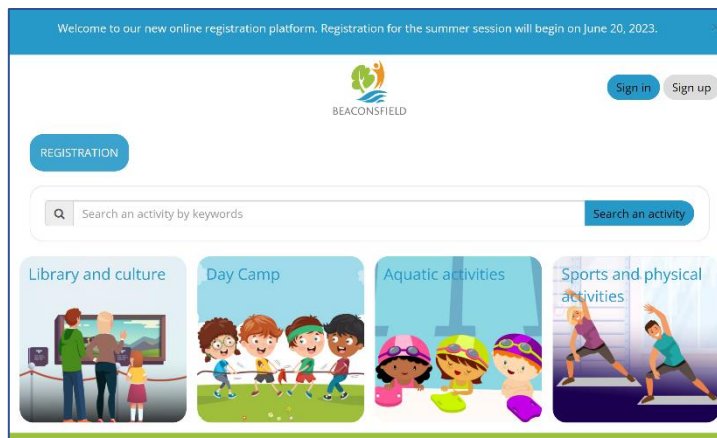 Welcome to our new online registration platform. Registration for the summer session will begin on June 20, 2023.
BEACONSFIELD
Sign in
Sign up
REGISTRATION
Search an activity by keywords
Search an activity
Library and culture
Day Camp
Aquatic activities
Sports and physical
activities